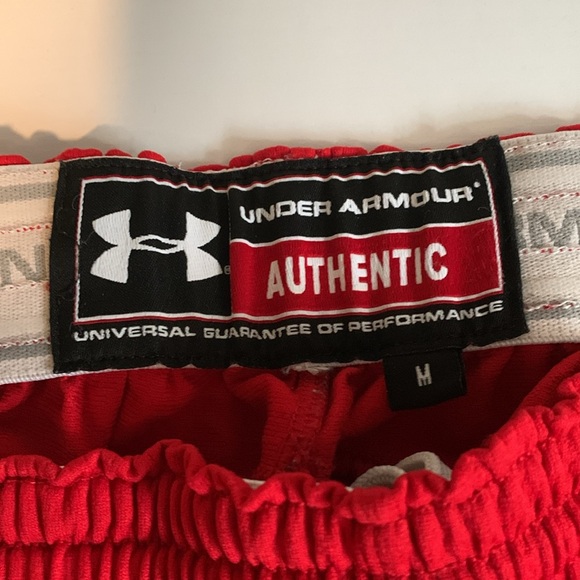 UNDER ARMOUR®
®
AUTHENTIC
UNIVERSAL GUARANTEE OF PERFORMANCE
M